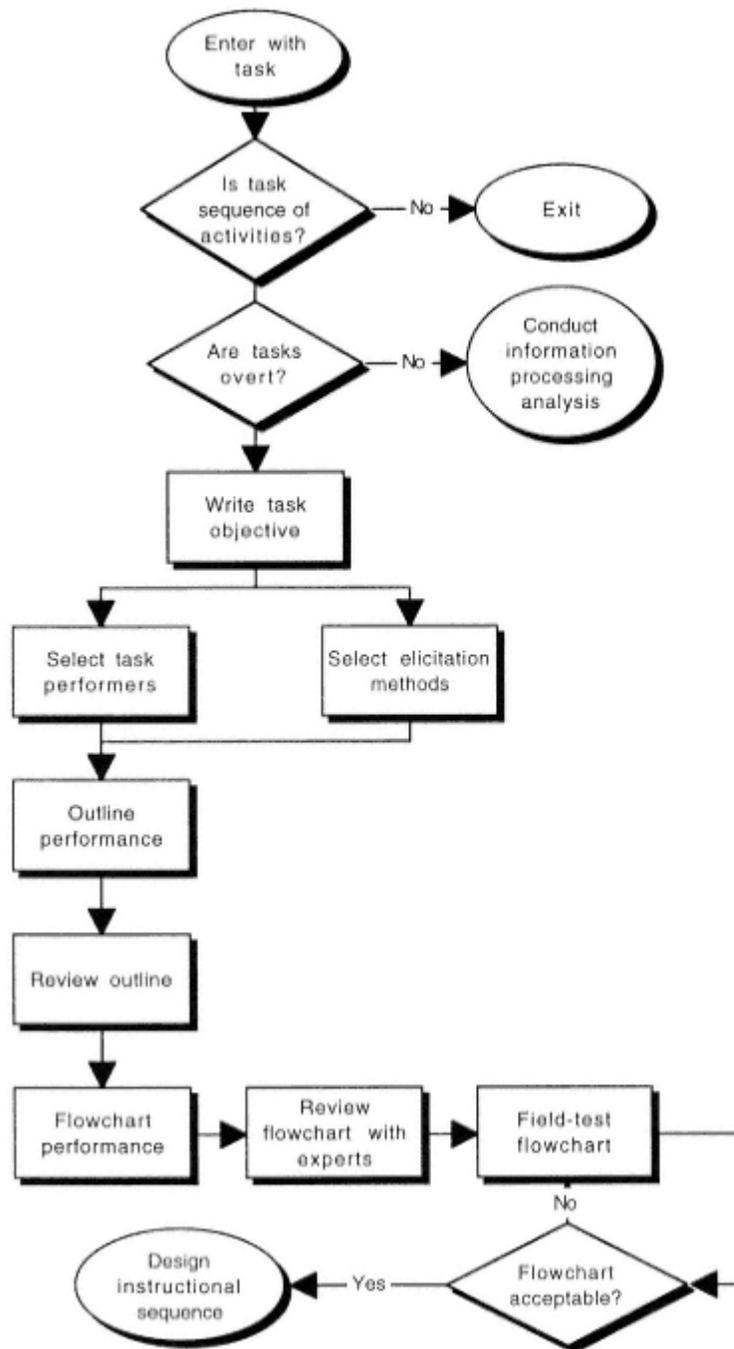 Enter with
task
Is task
sequence of
activities?
No
Exit
Are tasks
overt?
No
Conduct
information
processing
analysis
Write task
objective
Select task
performers
Select elicitation
methods
Outline
performance
Review outline
Flowchart
performance
Review
flowchart with
experts
Field-test
flowchart
No
Flowchart
acceptable?
Yes
Design
instructional
sequence